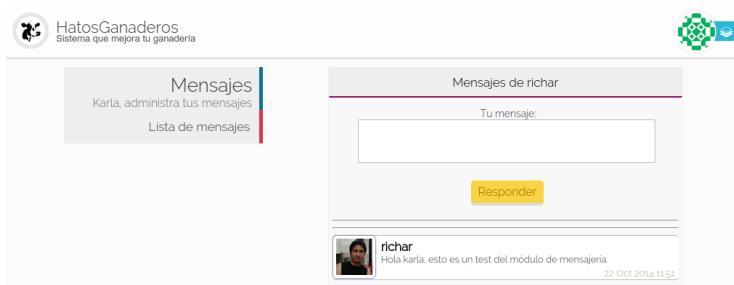 HatosGanaderos
Sistema que mejora tu ganadería
Mensajes
Karla, administra tus mensajes
Lista de mensajes
Mensajes de richar
Tu mensaje:
Responder
richar
Hola karla, esto es un test del módulo de mensajería.
22 Oct 2014 11:51